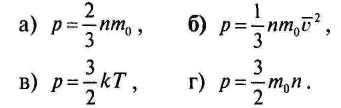 а) p = 2/3 nm₀ , б) p = 1/3 nm₀v̅² ,
в) p = 3/2 kT , г) p = 3/2 m₀n .